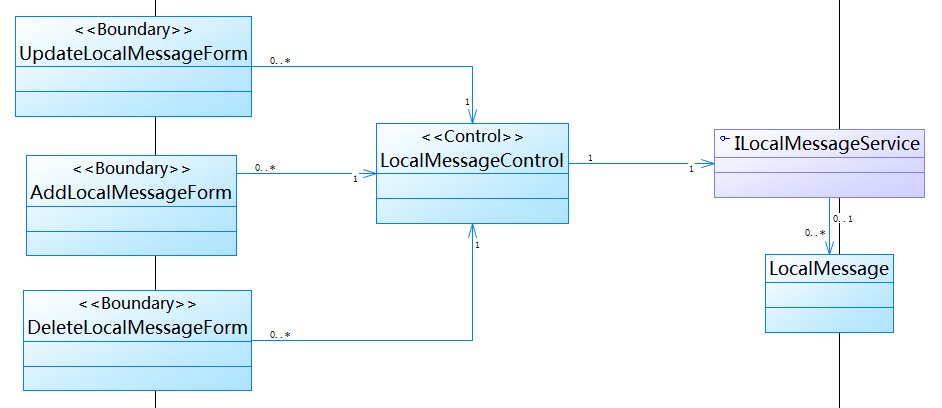 <<Boundary>>
UpdateLocalMessageForm
0..*
1
<<Control>>
LocalMessageControl
<<Boundary>>
AddLocalMessageForm
0..*
1
1
1
ILocalMessageService
0..1
0..*
LocalMessage
1
<<Boundary>>
DeleteLocalMessageForm
0..*